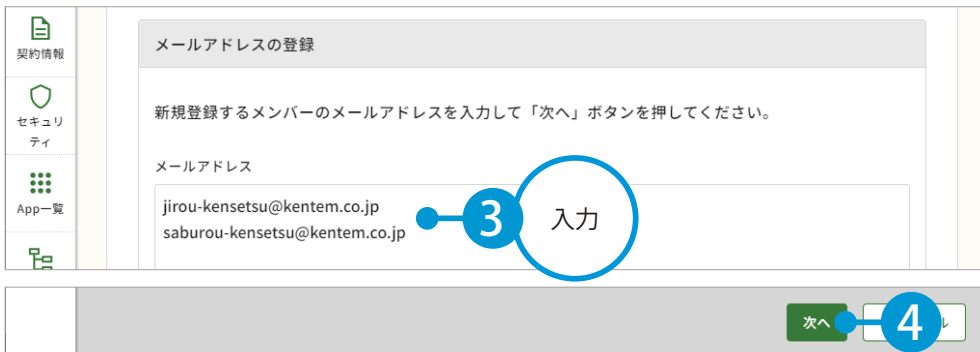 契約情報
セキュリ
ティ
App一覧
メールアドレスの登録
新規登録するメンバーのメールアドレスを入力して「次へ」ボタンを押してください。
メールアドレス
jirou-kensetsu@kentem.co.jp
saburou-kensetsu@kentem.co.jp
3 入力
次へ
4